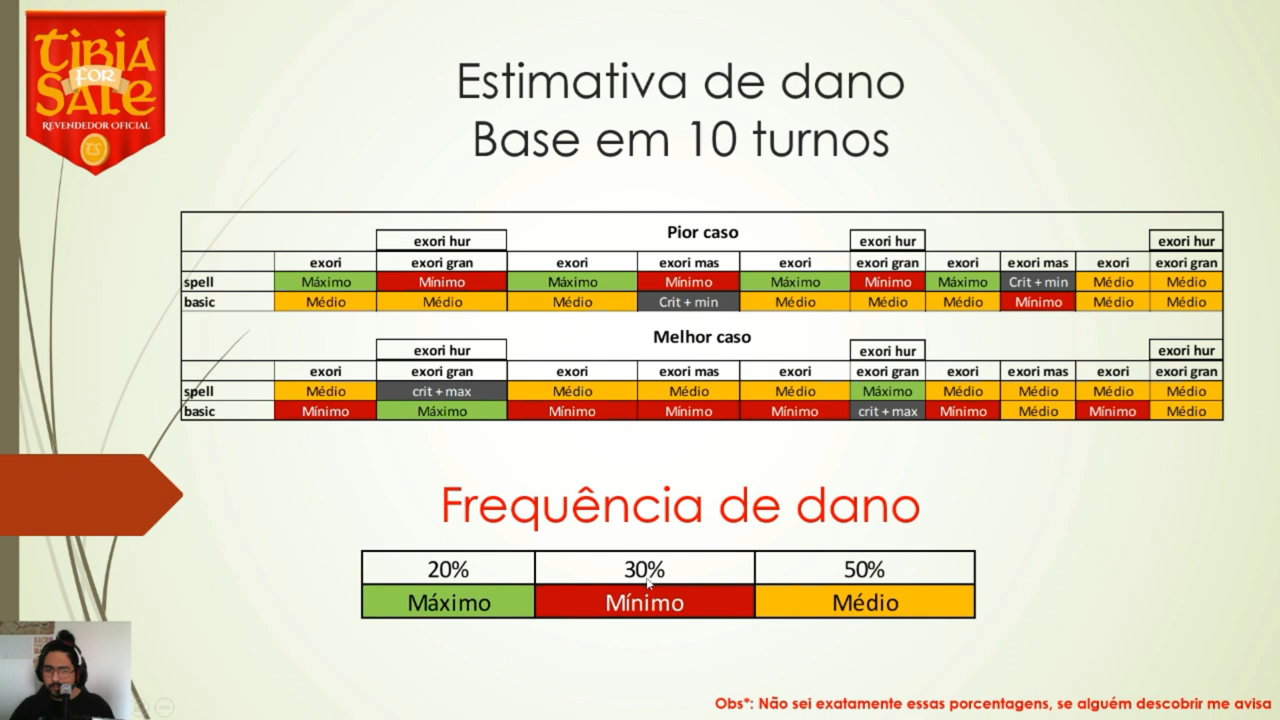 TIBIA
FOR
SALE
REVENDEDOR OFICIAL
TS
Estimativa de dano
Base em 10 turnos
Pior caso
exori hur exori hur exori hur
exori exori gran exori exori mas exori exori gran exori exori mas exori exori gran
spell Máximo Mínimo Máximo Mínimo Máximo Mínimo Máximo Crit + min Médio Médio
basic Médio Médio Médio Crit + min Médio Médio Médio Mínimo Médio Médio
Melhor caso
exori hur exori hur exori hur
exori exori gran exori exori mas exori exori gran exori exori mas exori exori gran
spell Médio crit + max Médio Médio Médio Máximo Médio Médio Médio Médio
basic Mínimo Máximo Mínimo Mínimo Mínimo crit + max Mínimo Médio Mínimo Médio
Frequência de dano
20% 30% 50%
Máximo Mínimo Médio
Obs*: Não sei exatamente essas porcentagens, se alguém descobrir me avisa